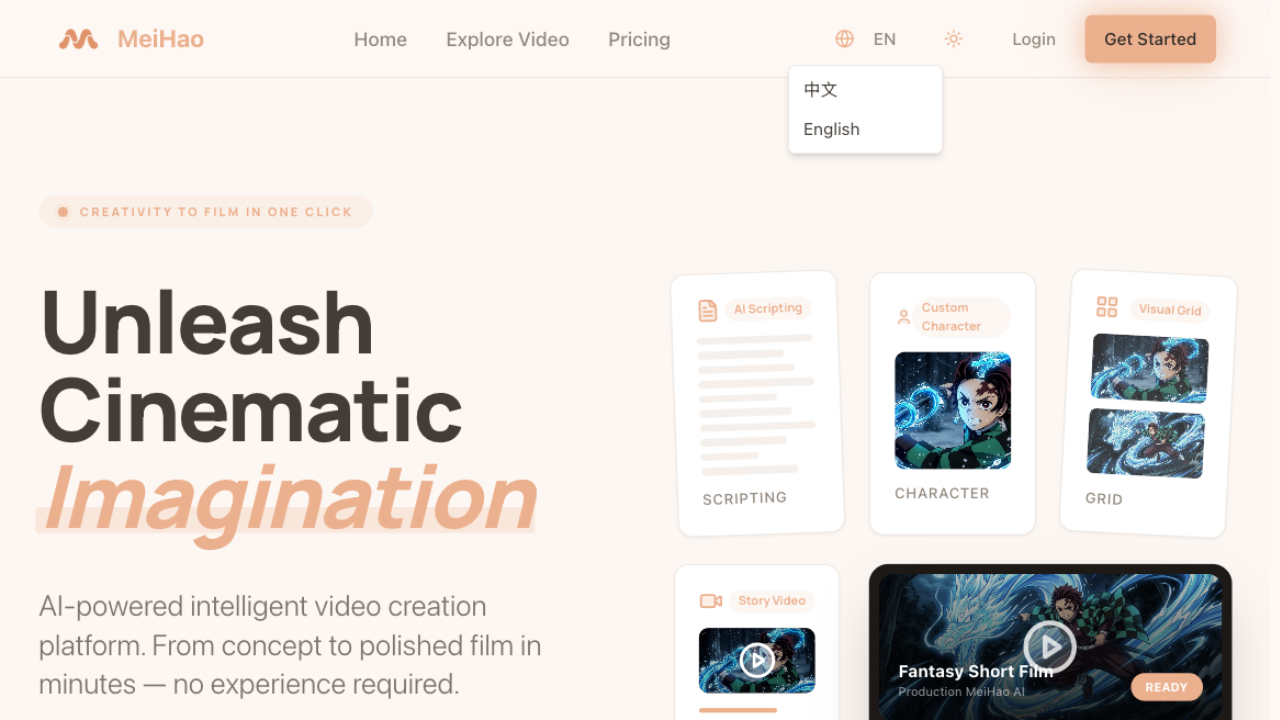 MeiHao
Home
Explore Video
Pricing
EN
Login
Get Started
中文
English
CREATIVITY TO FILM IN ONE CLICK
Unleash
Cinematic
Imagination
AI-powered intelligent video creation
platform. From concept to polished film in
minutes — no experience required.
AI Scripting
SCRIPTING
Custom
Character
CHARACTER
Visual Grid
GRID
Story Video
Fantasy Short Film
Production MeiHao AI
READY